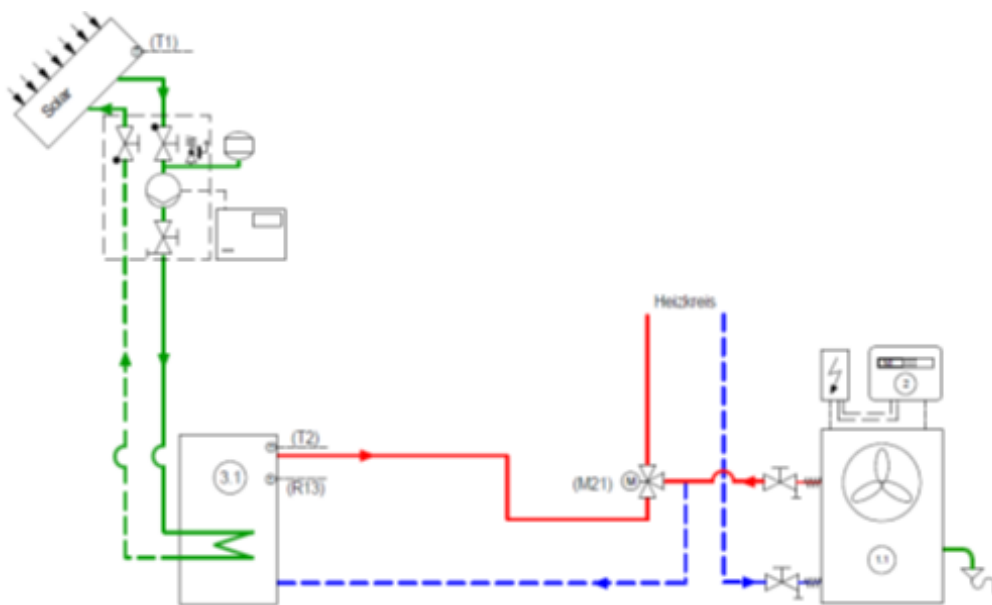 (T1)
Solar
Heizkreis
2
(T2)
3.1
(R13)
(M21)
M
1.1